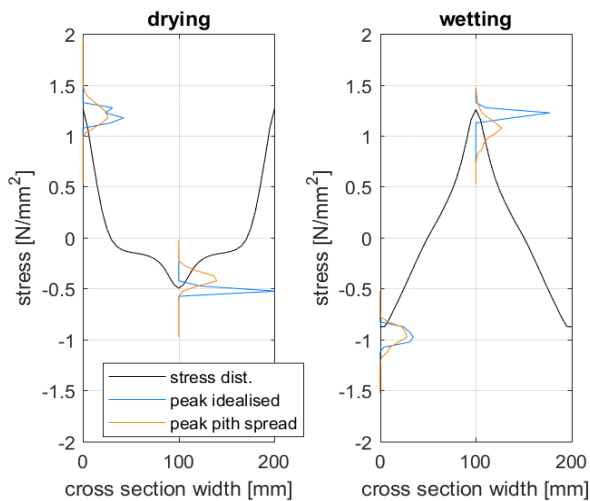 drying
wetting
2
1.5
1
0.5
0
-0.5
-1
-1.5
-2
stress [N/mm²]
0
100
200
cross section width [mm]
stress dist.
peak idealised
peak pith spread
2
1.5
1
0.5
0
-0.5
-1
-1.5
-2
stress [N/mm²]
0
100
200
cross section width [mm]